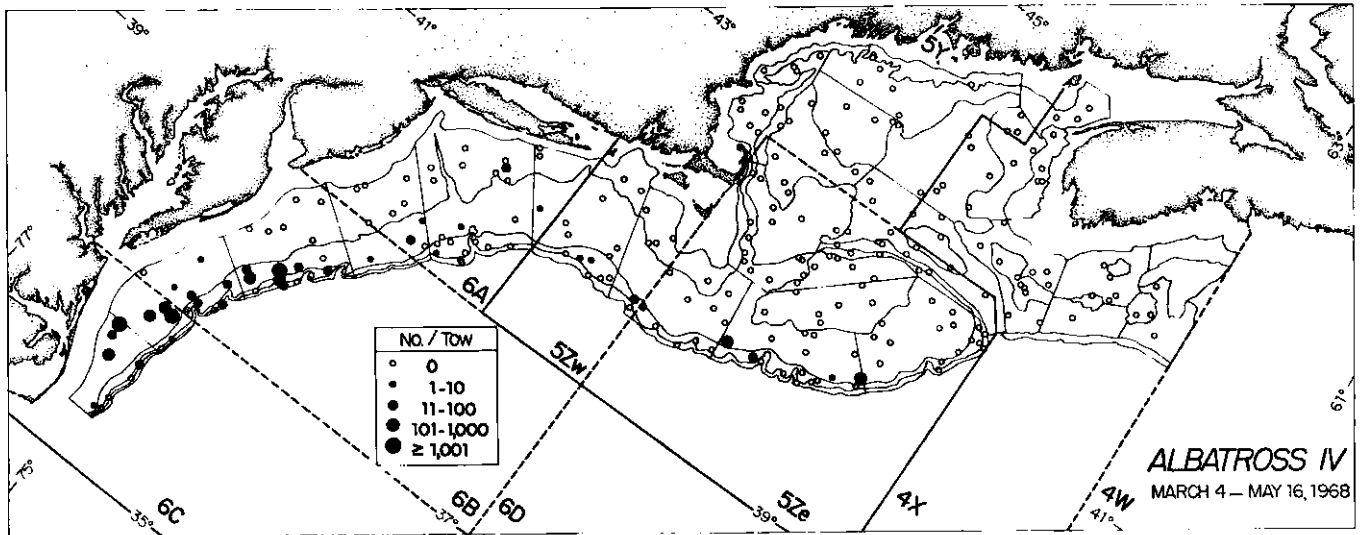 39°
41°
43°
45°
5Y
63°
77°
6A
5Zw
No. / Tow
0
1-10
11-100
101-1,000
≥ 1,001
61°
75°
ALBATROSS IV
MARCH 4 – MAY 16, 1968
6C
35°
6B
37°
6D
5Ze
39°
4X
4W
41°